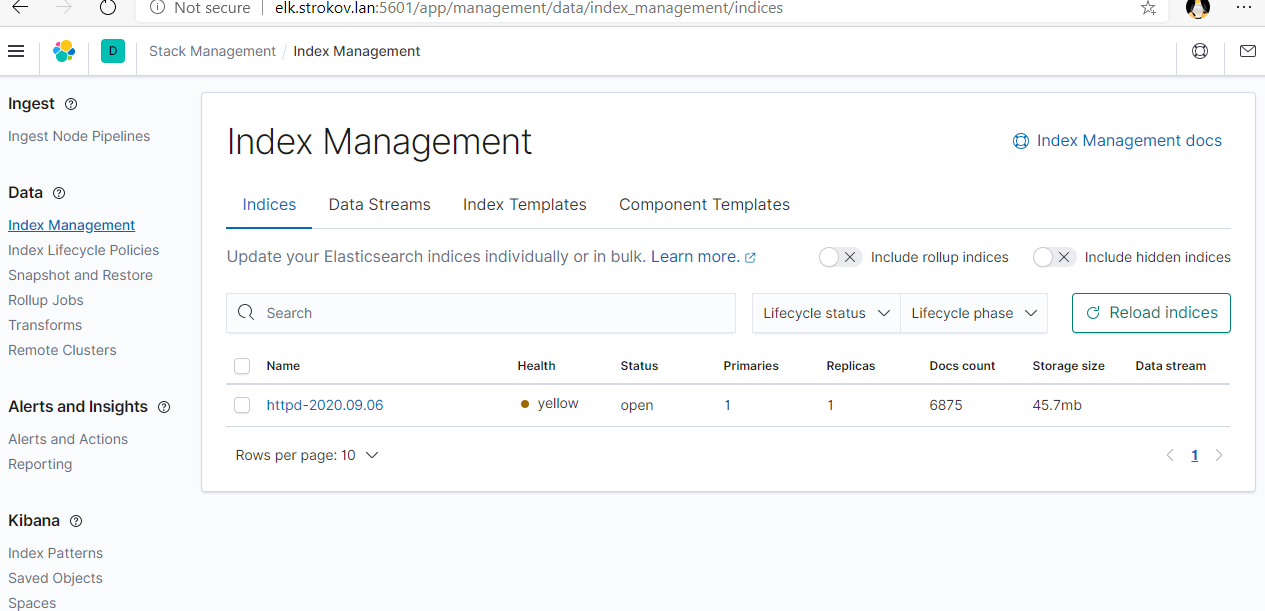 Not secure elk.strokov.lan:5601/app/management/data/index_management/indices
D Stack Management / Index Management
Ingest
Ingest Node Pipelines
Data
Index Management
Index Lifecycle Policies
Snapshot and Restore
Rollup Jobs
Transforms
Remote Clusters
Alerts and Insights
Alerts and Actions
Reporting
Kibana
Index Patterns
Saved Objects
Spaces
Index Management
Index Management docs
Indices Data Streams Index Templates Component Templates
Update your Elasticsearch indices individually or in bulk. Learn more. Include rollup indices Include hidden indices
Search Lifecycle status Lifecycle phase Reload indices
Name Health Status Primaries Replicas Docs count Storage size Data stream
httpd-2020.09.06 yellow open 1 1 6875 45.7mb
Rows per page: 10 1